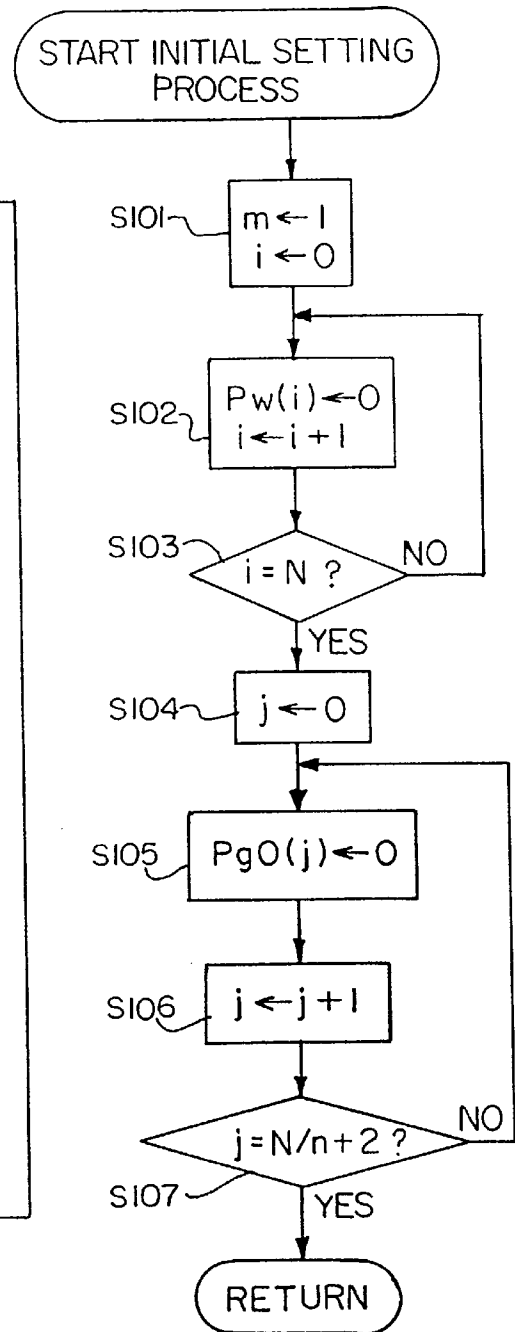 START INITIAL SETTING
PROCESS
S101
m ← 1
i ← 0
S102
Pw(i) ← 0
i ← i + 1
S103
i = N ?
NO
YES
S104
j ← 0
S105
Pg0(j) ← 0
S106
j ← j + 1
j = N/n + 2 ?
NO
S107
YES
RETURN